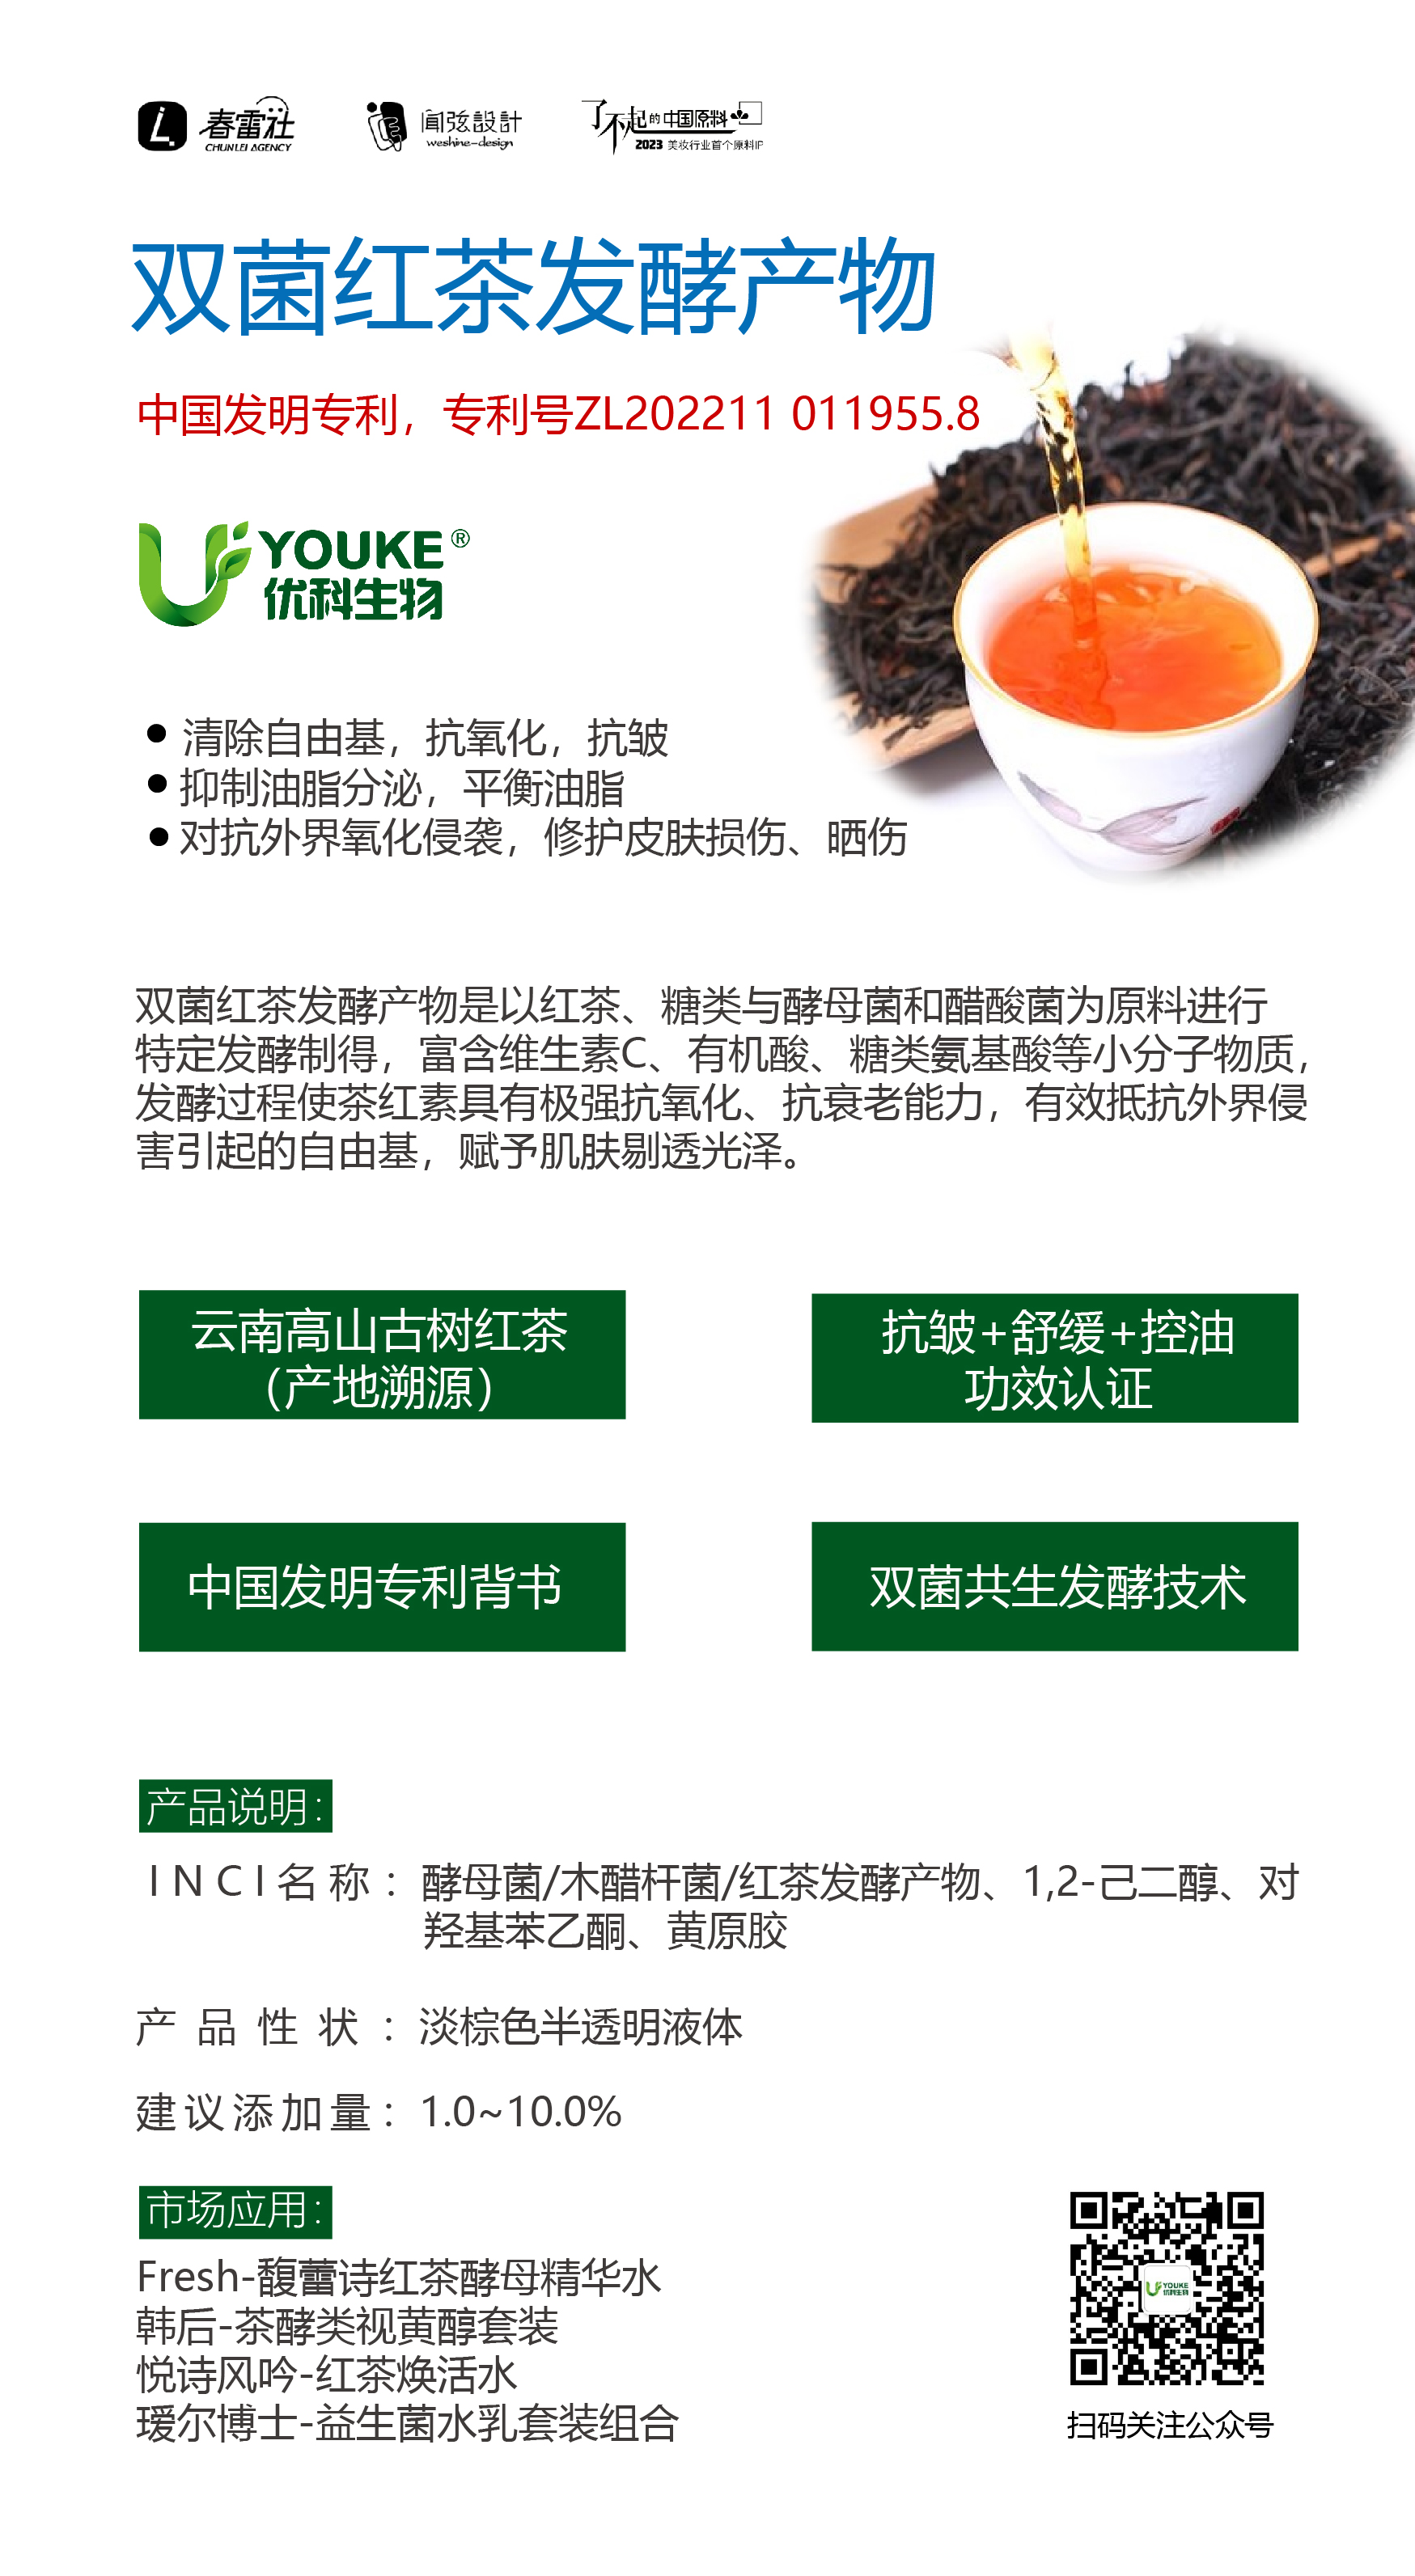 春雷社
CHUNLEI AGENCY
闻弦設計
weshine-design
了不起的中国原料
2023 美妆行业首个原料IP
双菌红茶发酵产物
中国发明专利，专利号ZL202211 011955.8
YOUKE®
优科生物
● 清除自由基，抗氧化，抗皱
● 抑制油脂分泌，平衡油脂
● 对抗外界氧化侵袭，修护皮肤损伤、晒伤
双菌红茶发酵产物是以红茶、糖类与酵母菌和醋酸菌为原料进行
特定发酵制得，富含维生素C、有机酸、糖类氨基酸等小分子物质，
发酵过程使茶红素具有极强抗氧化、抗衰老能力，有效抵抗外界侵
害引起的自由基，赋予肌肤剔透光泽。
云南高山古树红茶
（产地溯源）
抗皱+舒缓+控油
功效认证
中国发明专利背书
双菌共生发酵技术
产品说明：
INCI名称：酵母菌/木醋杆菌/红茶发酵产物、1,2-己二醇、对
羟基苯乙酮、黄原胶
产品性状：淡棕色半透明液体
建议添加量：1.0~10.0%
市场应用：
Fresh-馥蕾诗红茶酵母精华水
韩后-茶酵类视黄醇套装
悦诗风吟-红茶焕活水
瑷尔博士-益生菌水乳套装组合
YOUKE
优科生物
扫码关注公众号